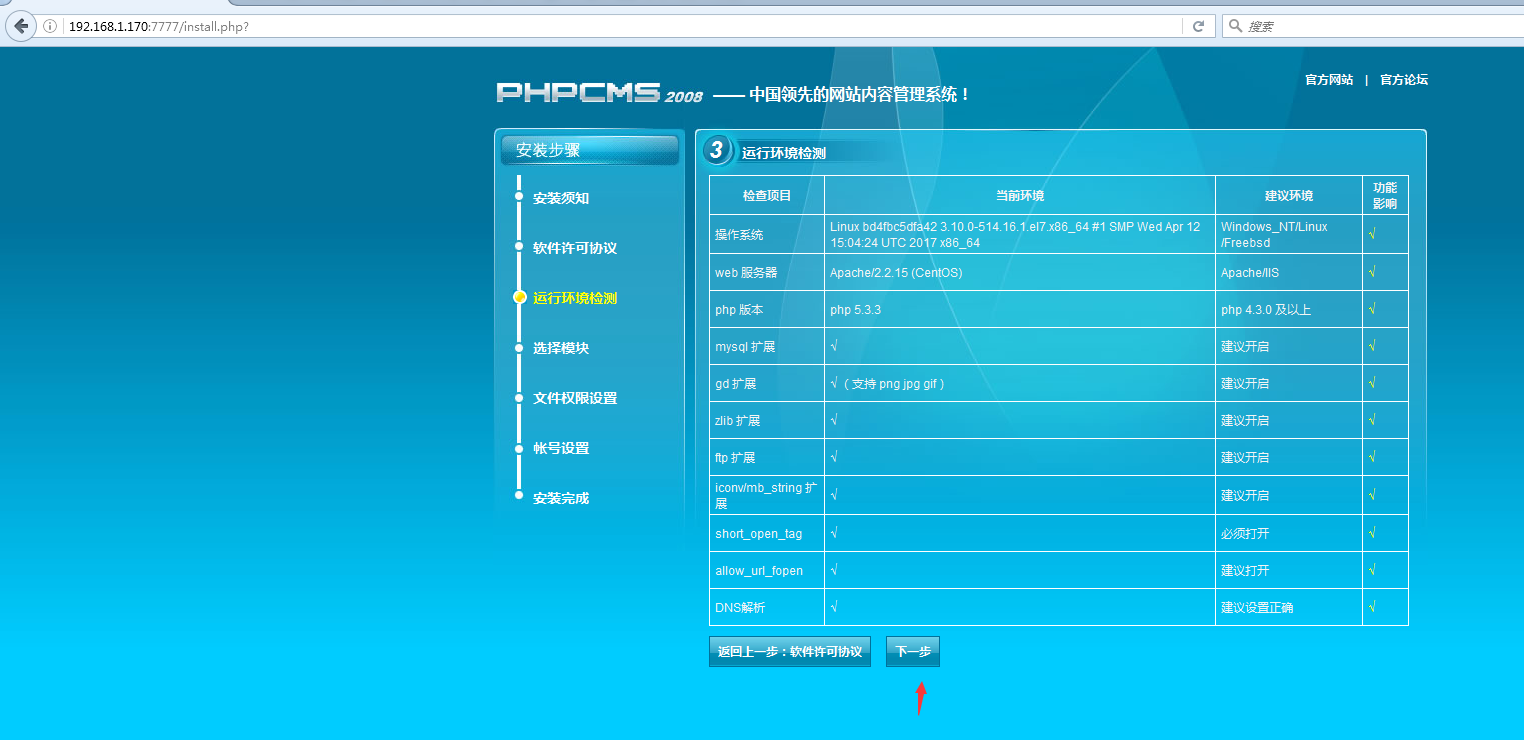 192.168.1.170:7777/install.php?
搜索
官方网站 | 官方论坛
PHPCMS 2008 —— 中国领先的网站内容管理系统！
安装步骤
安装须知
软件许可协议
运行环境检测
选择模块
文件权限设置
帐号设置
安装完成
3 运行环境检测
检查项目 当前环境 建议环境 功能
影响
操作系统 Linux bd4fbc5dfa42 3.10.0-514.16.1.el7.x86_64 #1 SMP Wed Apr 12 Windows_NT/Linux √
15:04:24 UTC 2017 x86_64 /Freebsd
web 服务器 Apache/2.2.15 (CentOS) Apache/IIS √
php 版本 php 5.3.3 php 4.3.0 及以上 √
mysql 扩展 √ 建议开启 √
gd 扩展 √ ( 支持 png jpg gif ) 建议开启 √
zlib 扩展 √ 建议开启 √
ftp 扩展 √ 建议开启 √
iconv/mb_string 扩 √ 建议开启 √
展
short_open_tag √ 必须打开 √
allow_url_fopen √ 建议打开 √
DNS解析 √ 建议设置正确 √
返回上一步 : 软件许可协议 下一步